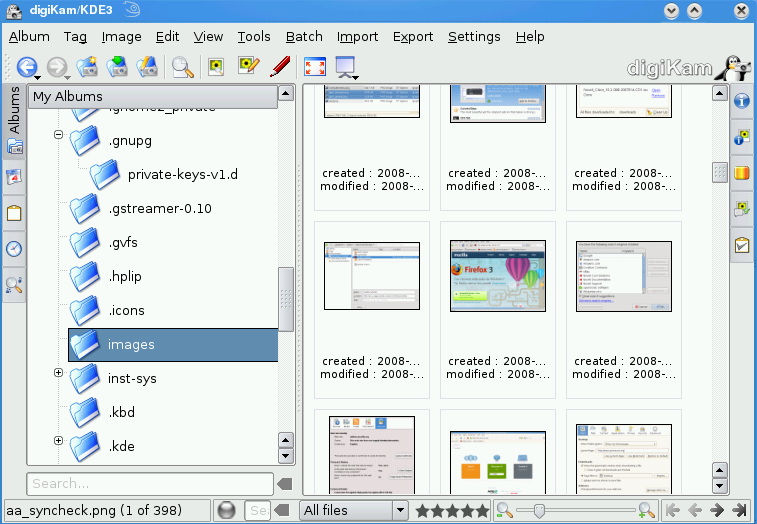 digiKam/KDE3
Album Tag Image Edit View Tools Batch Import Export Settings Help
digiKam
Albums
My Albums
.gnome2_private
.gnupg
private-keys-v1.d
.gstreamer-0.10
.gvfs
.hplip
.icons
images
inst-sys
.kbd
.kde
Search...
created : 2008-...
modified : 2008-...
created : 2008-...
modified : 2008-...
created : 2008-...
modified : 2008-...
Firefox 3
created : 2008-...
modified : 2008-...
created : 2008-...
modified : 2008-...
created : 2008-...
modified : 2008-...
aa_syncheck.png (1 of 398)
Se
All files